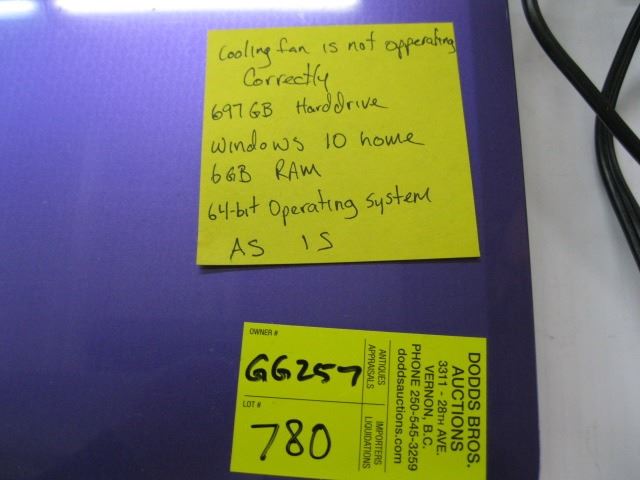 Cooling fan is not opperating
Correctly
697 GB Harddrive
Windows 10 home
6GB RAM
64-bit Operating system
AS IS
OWNER #
GG257
LOT #
780
ANTIQUES
APPRAISALS
IMPORTERS
LIQUIDATIONS
DODDS BROS.
AUCTIONS
3311 - 28TH AVE.
VERNON, B.C.
PHONE 250-545-3259
doddsauctions.com